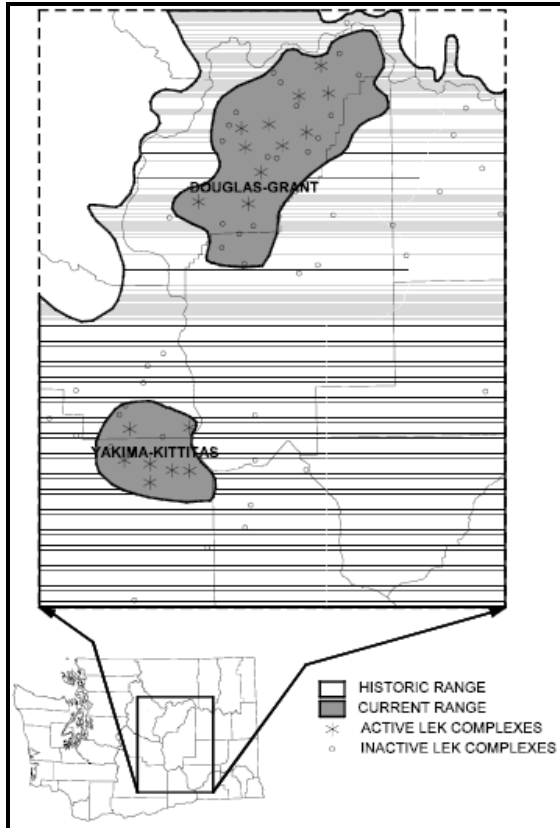 DOUGLAS-GRANT
YAKIMA-KITTITAS
HISTORIC RANGE
CURRENT RANGE
ACTIVE LEK COMPLEXES
INACTIVE LEK COMPLEXES